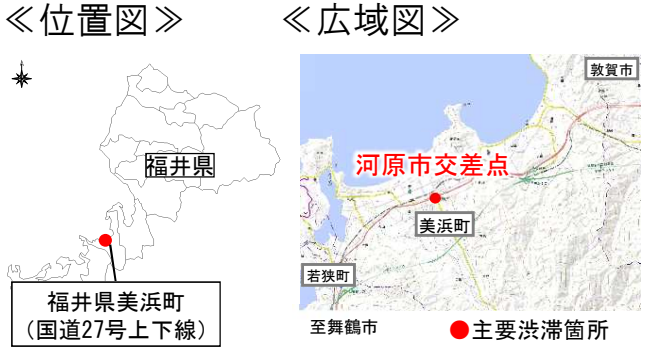 ≪位置図≫
≪広域図≫
福井県
福井県美浜町
（国道27号上下線）
敦賀市
河原市交差点
美浜町
若狭町
至舞鶴市
●主要渋滞箇所